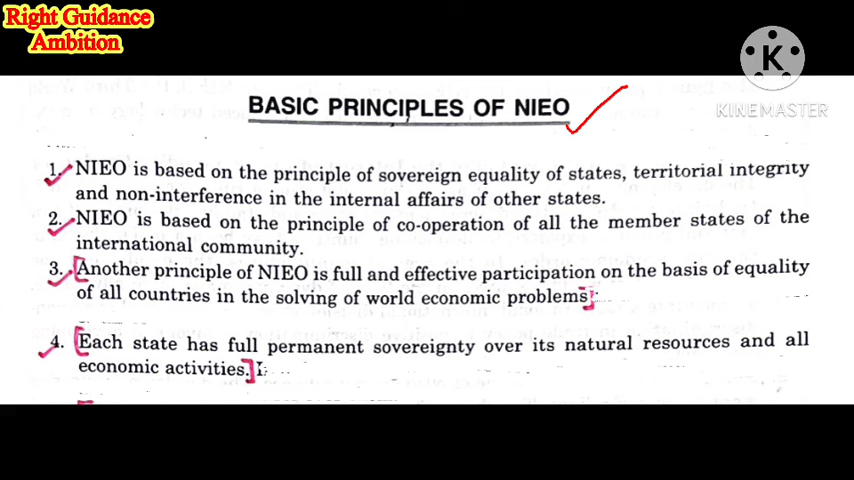 Right Guidance
Ambition
KINEMASTER
BASIC PRINCIPLES OF NIEO
1. NIEO is based on the principle of sovereign equality of states, territorial integrity
and non-interference in the internal affairs of other states.
2. NIEO is based on the principle of co-operation of all the member states of the
international community.
3. [Another principle of NIEO is full and effective participation on the basis of equality
of all countries in the solving of world economic problems].
4. [Each state has full permanent sovereignty over its natural resources and all
economic activities.]